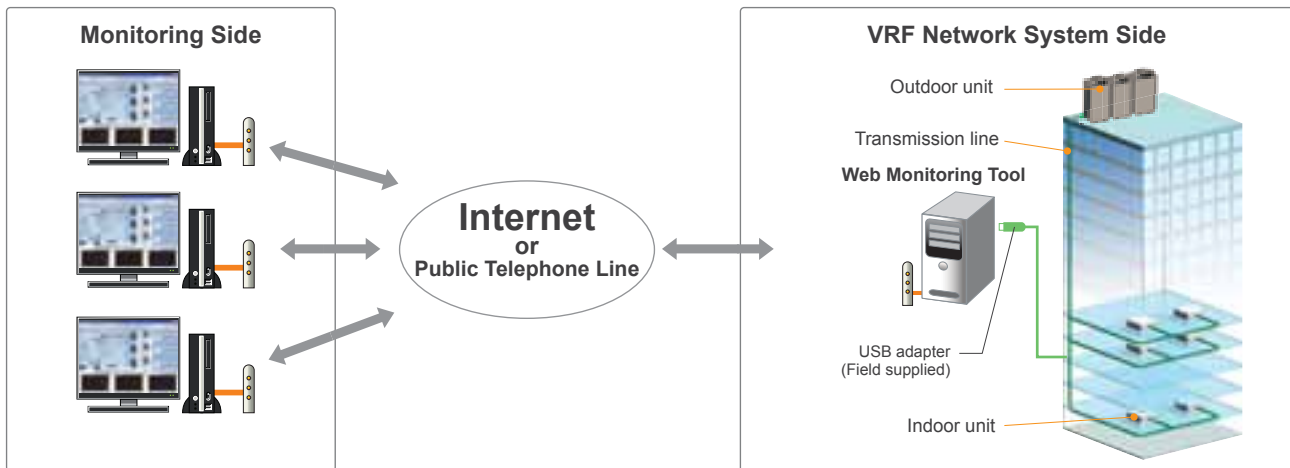 Monitoring Side
Internet
or
Public Telephone Line
VRF Network System Side
Outdoor unit
Transmission line
Web Monitoring Tool
USB adapter
(Field supplied)
Indoor unit